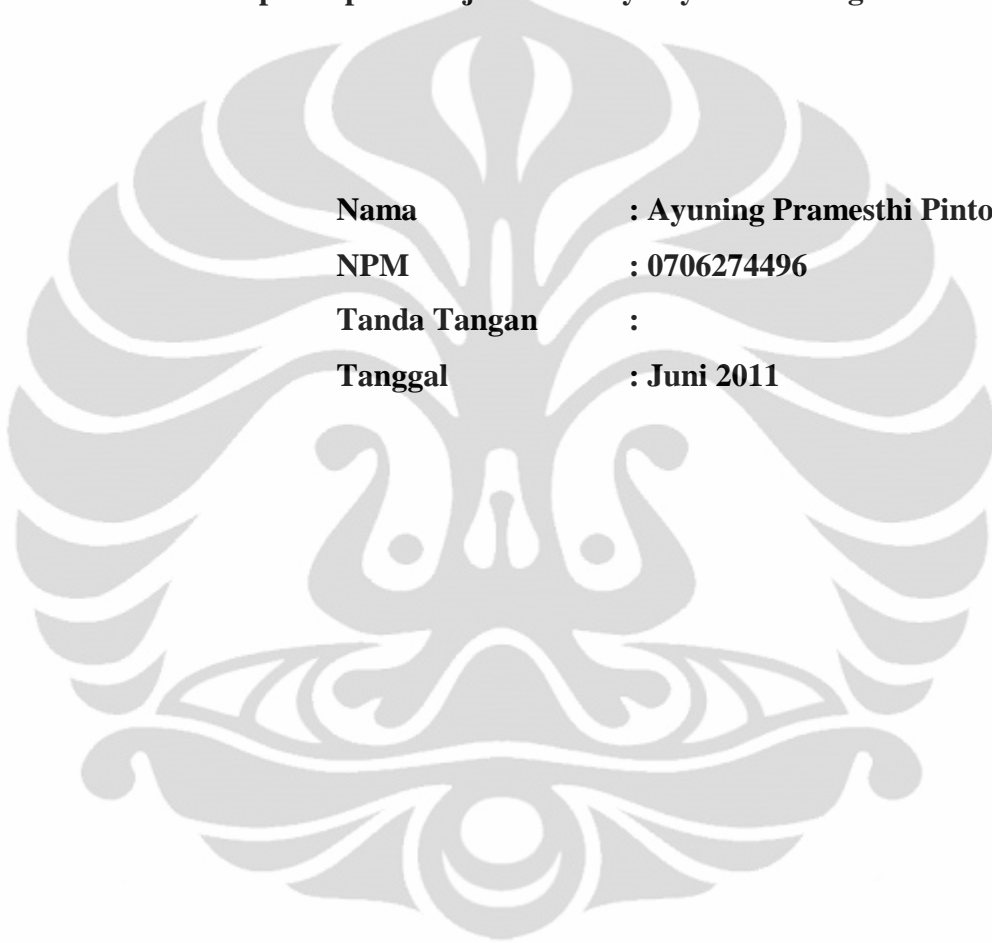 Nama : Ayuning Pramesthi Pinto
NPM : 0706274496
Tanda Tangan :
Tanggal : Juni 2011